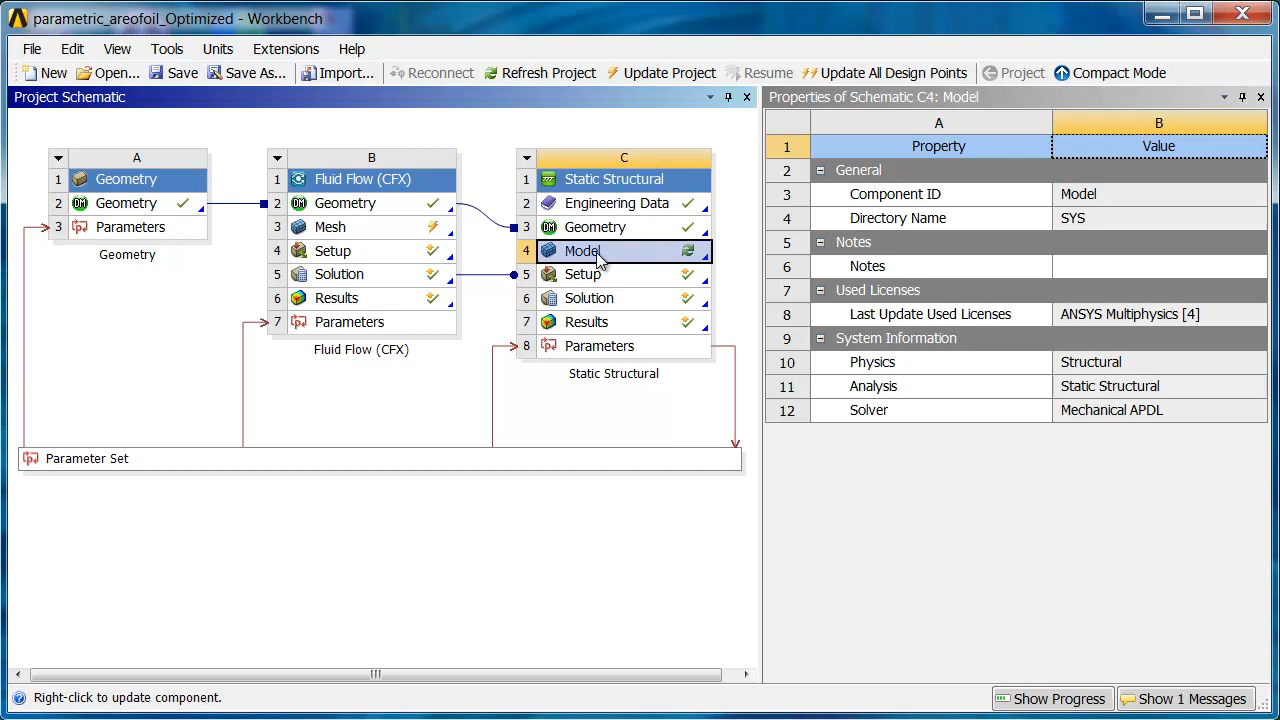 parametric_areofoil_Optimized - Workbench
File Edit View Tools Units Extensions Help
New Open... Save Save As... Import... Reconnect Refresh Project Update Project Resume Update All Design Points Project Compact Mode
Project Schematic
A
1 Geometry
2 DM Geometry
3 Parameters
Geometry
B
1 Fluid Flow (CFX)
2 DM Geometry
3 Mesh
4 Setup
5 Solution
6 Results
7 Parameters
Fluid Flow (CFX)
C
1 Static Structural
2 Engineering Data
3 DM Geometry
4 Model
5 Setup
6 Solution
7 Results
8 Parameters
Static Structural
Parameter Set
Properties of Schematic C4: Model
A B
1 Property Value
2 General
3 Component ID Model
4 Directory Name SYS
5 Notes
6 Notes
7 Used Licenses
8 Last Update Used Licenses ANSYS Multiphysics [4]
9 System Information
10 Physics Structural
11 Analysis Static Structural
12 Solver Mechanical APDL
Right-click to update component.
Show Progress Show 1 Messages